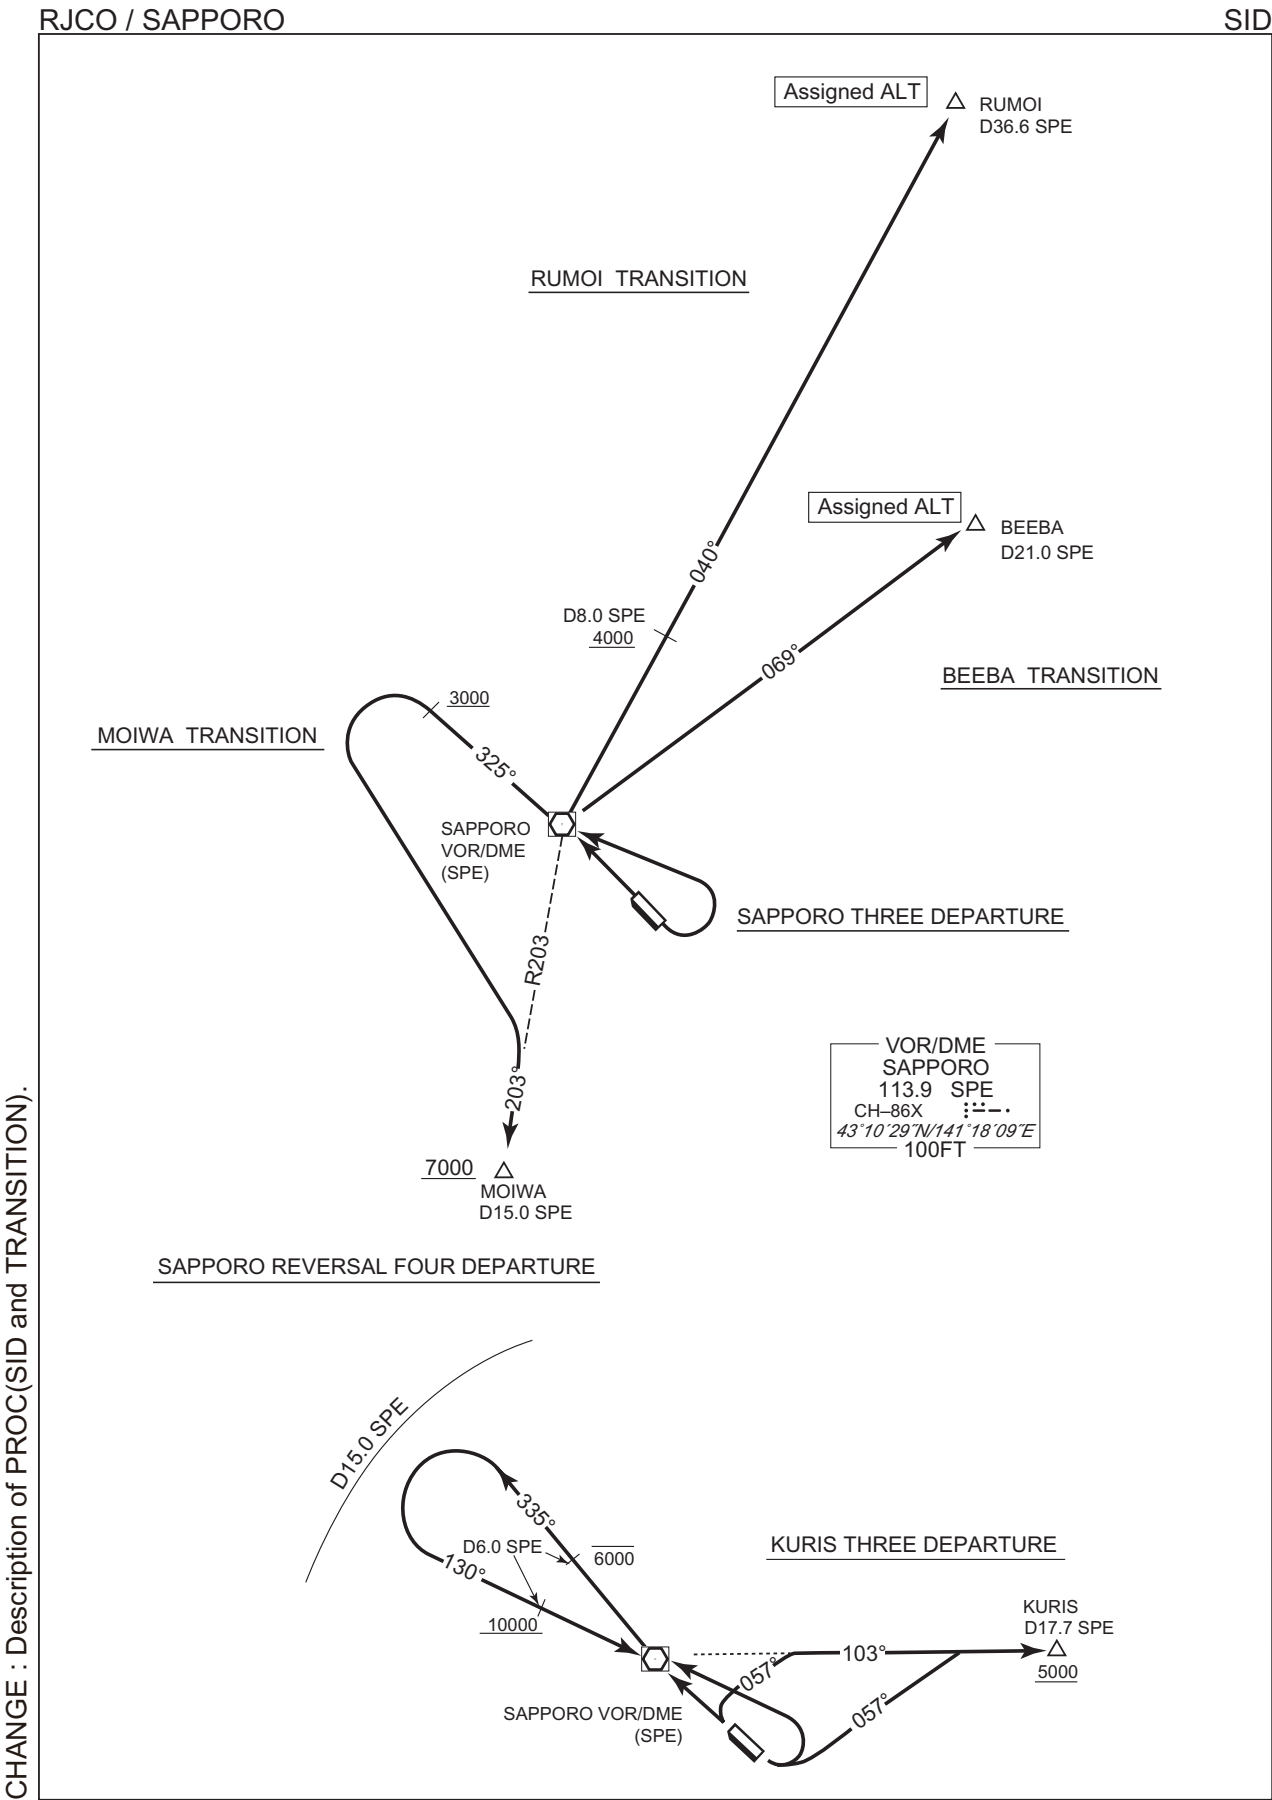 RJCO / SAPPORO
SID
Assigned ALT
RUMOI
D36.6 SPE
RUMOI TRANSITION
040°
Assigned ALT
BEEBA
D21.0 SPE
D8.0 SPE
4000
069°
BEEBA TRANSITION
3000
MOIWA TRANSITION
325°
SAPPORO
VOR/DME
(SPE)
SAPPORO THREE DEPARTURE
R203
VOR/DME
SAPPORO
113.9 SPE
CH–86X
43°10′29″N/141°18′09″E
100FT
203°
7000
MOIWA
D15.0 SPE
SAPPORO REVERSAL FOUR DEPARTURE
D15.0 SPE
335°
D6.0 SPE
6000
130°
10000
KURIS THREE DEPARTURE
KURIS
D17.7 SPE
103°
5000
057°
057°
SAPPORO VOR/DME
(SPE)
CHANGE : Description of PROC(SID and TRANSITION).